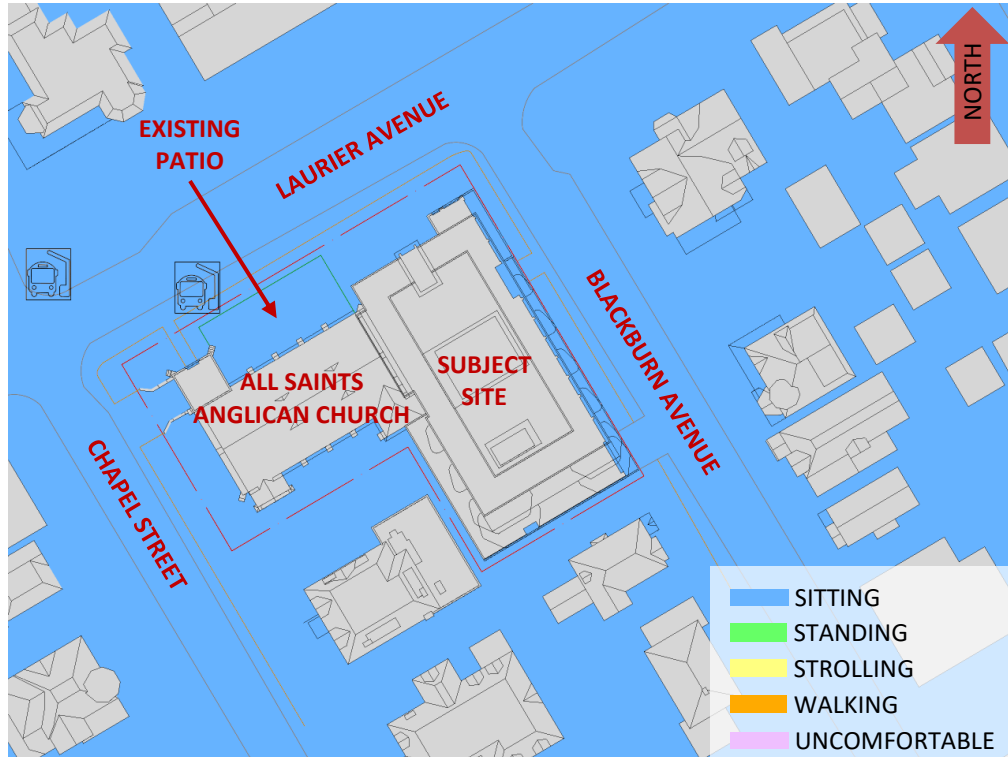 NORTH
EXISTING
PATIO
LAURIER AVENUE
BLACKBURN AVENUE
SUBJECT
SITE
ALL SAINTS
ANGLICAN CHURCH
CHAPEL STREET
SITTING
STANDING
STROLLING
WALKING
UNCOMFORTABLE